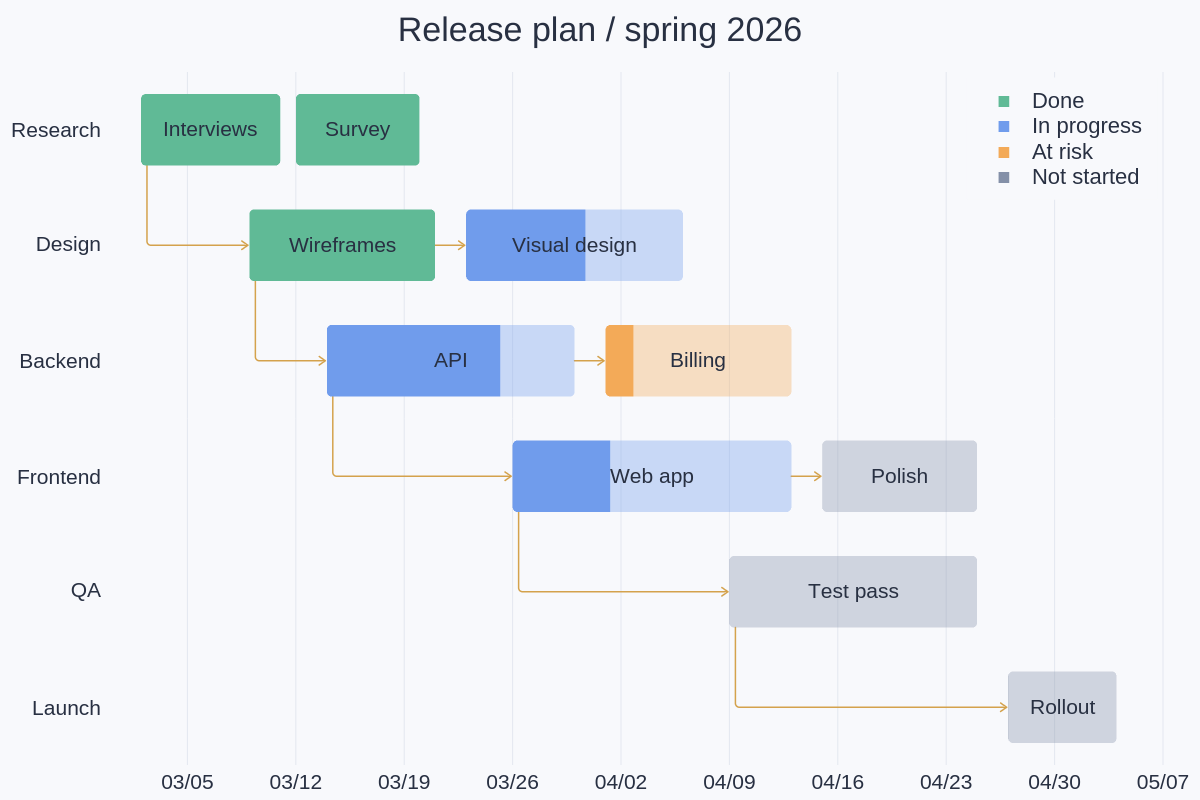 Release plan / spring 2026
Done
In progress
At risk
Not started
Research
Interviews
Survey
Design
Wireframes
Visual design
Backend
API
Billing
Frontend
Web app
Polish
QA
Test pass
Launch
Rollout
03/05 03/12 03/19 03/26 04/02 04/09 04/16 04/23 04/30 05/07